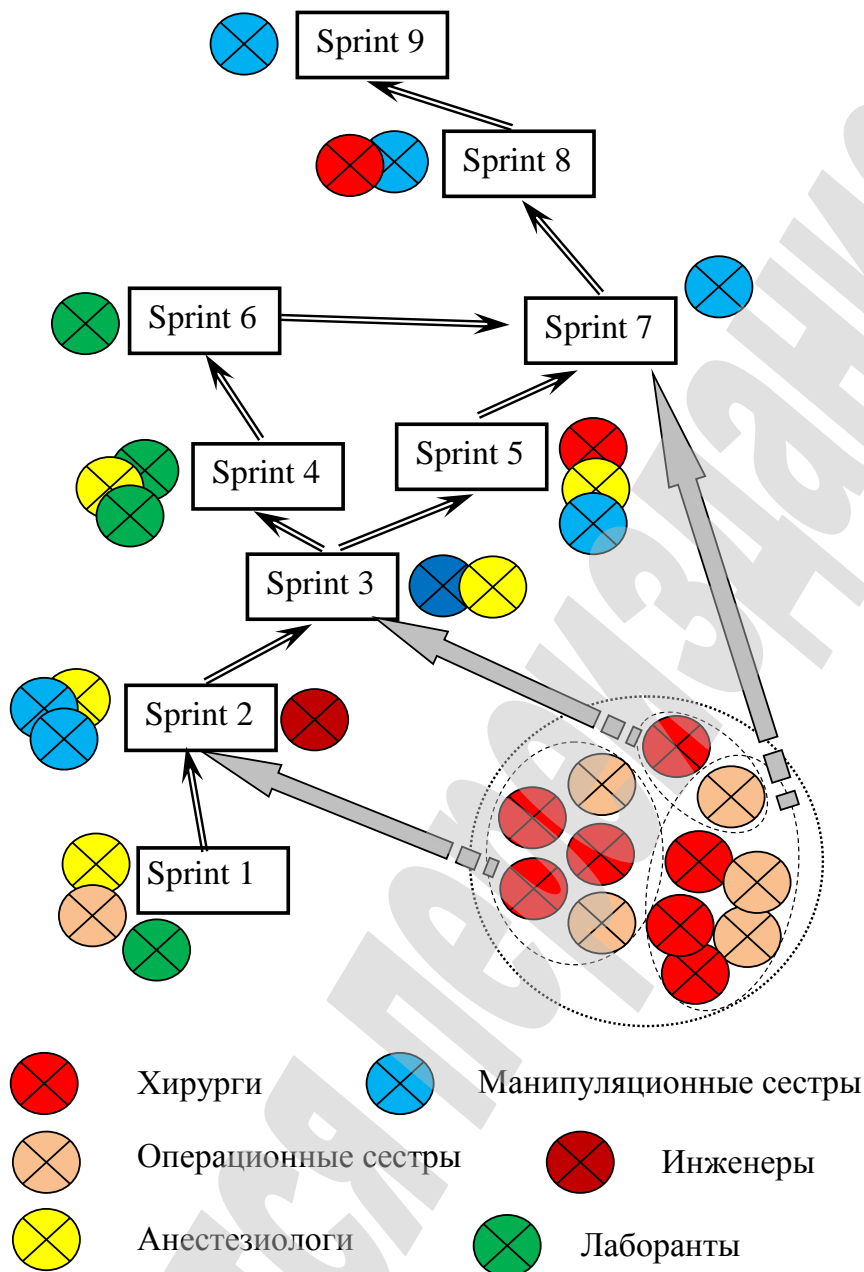 Sprint 9
Sprint 8
Sprint 6
Sprint 7
Sprint 5
Sprint 4
Sprint 3
Sprint 2
Sprint 1
Хирурги
Манипуляционные сестры
Операционные сестры
Инженеры
Анестезиологи
Лаборанты